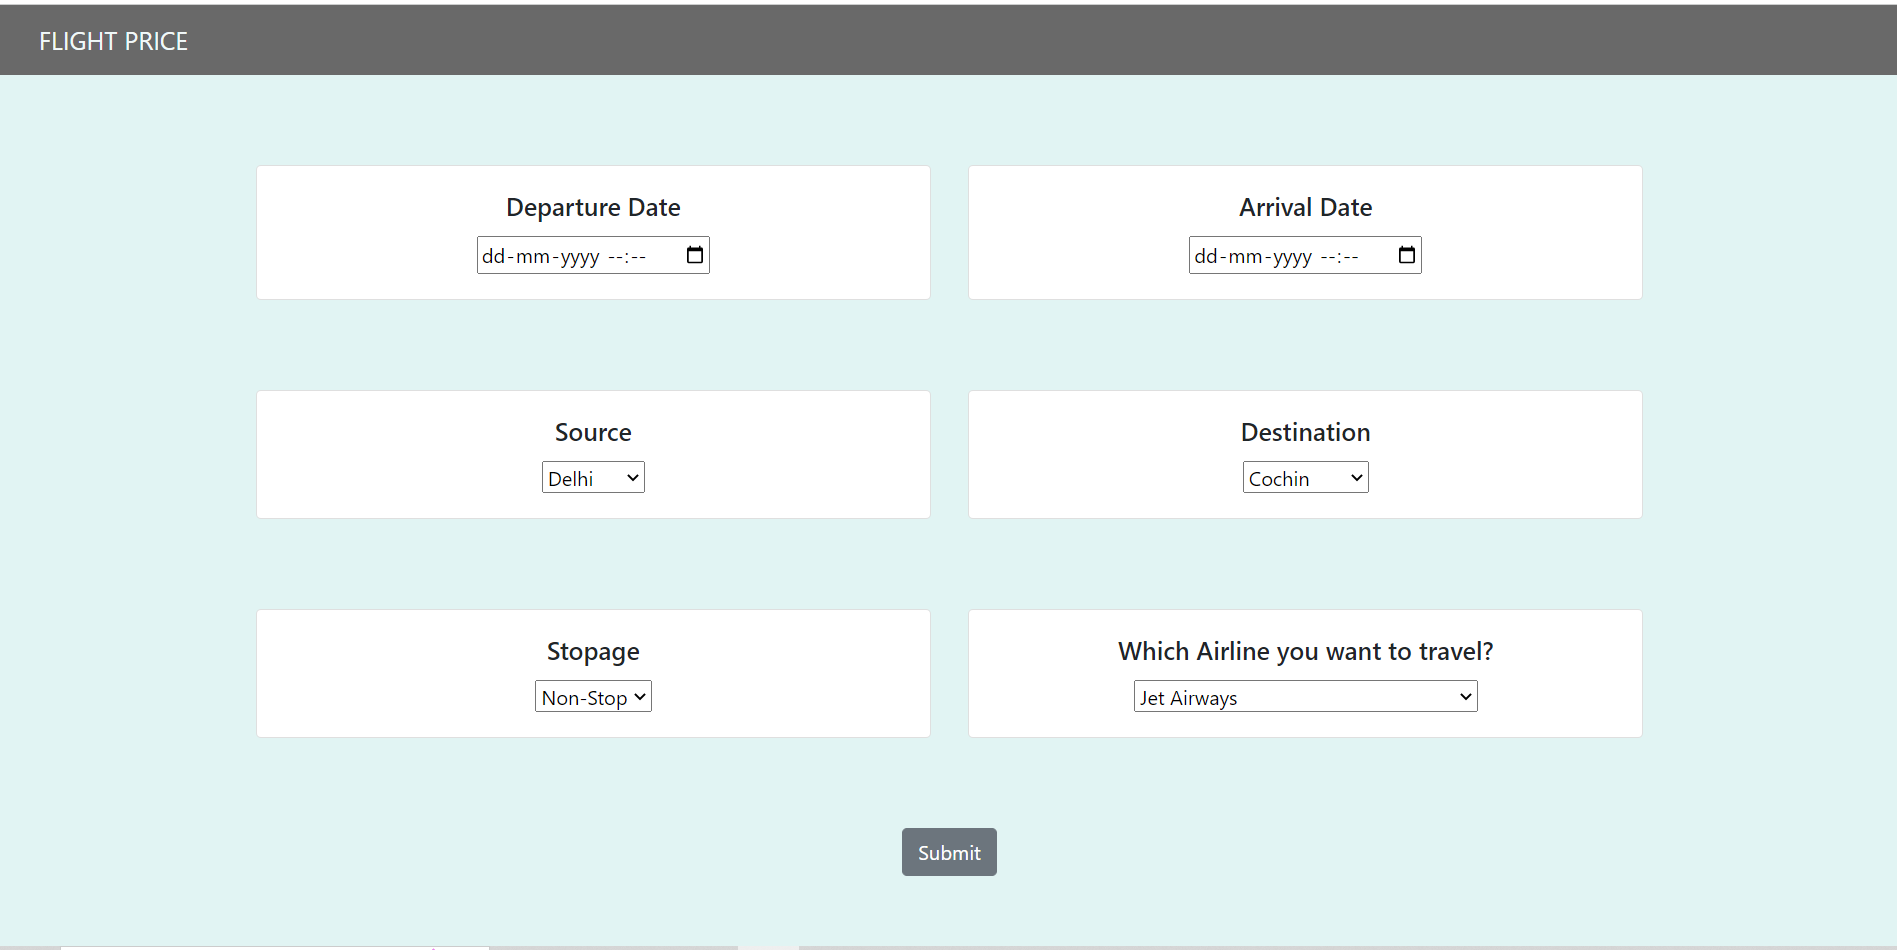 FLIGHT PRICE
Departure Date
dd-mm-yyyy --:--
Arrival Date
dd-mm-yyyy --:--
Source
Delhi
Destination
Cochin
Stopage
Non-Stop
Which Airline you want to travel?
Jet Airways
Submit